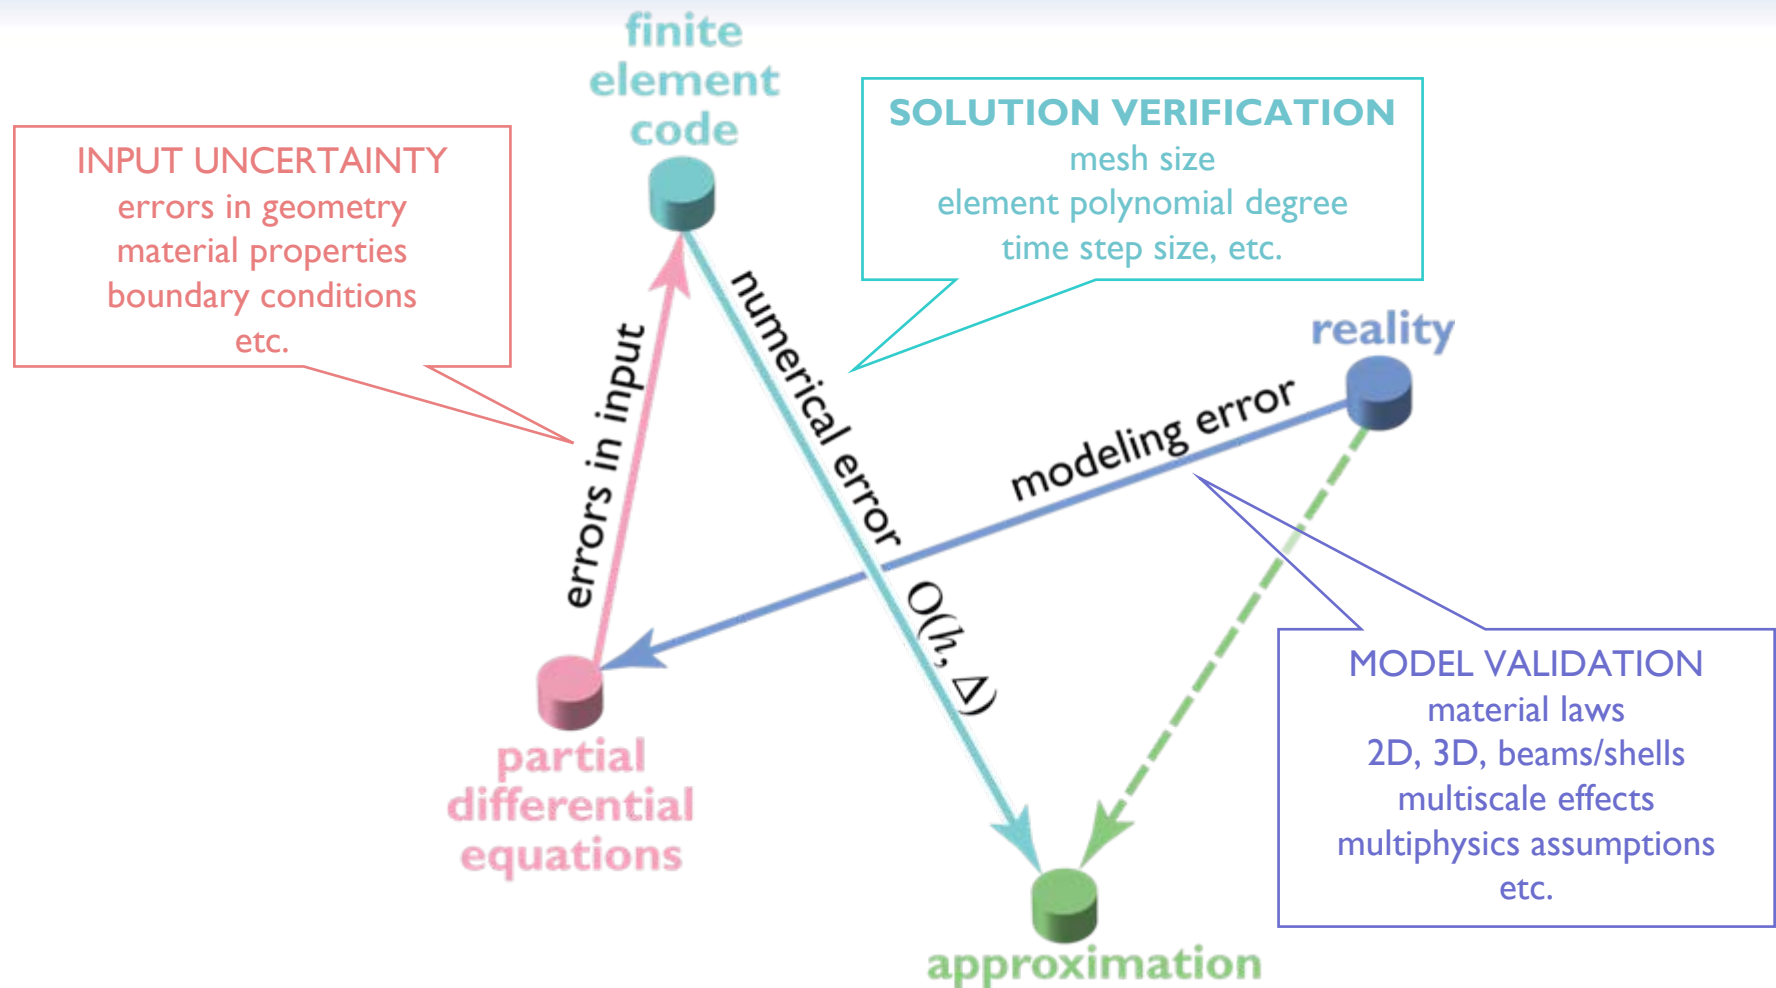 finite
element
code
SOLUTION VERIFICATION
mesh size
element polynomial degree
time step size, etc.
INPUT UNCERTAINTY
errors in geometry
material properties
boundary conditions
etc.
reality
errors in input
numerical error O(h, Δ)
modeling error
MODEL VALIDATION
material laws
2D, 3D, beams/shells
multiscale effects
multiphysics assumptions
etc.
partial
differential
equations
approximation